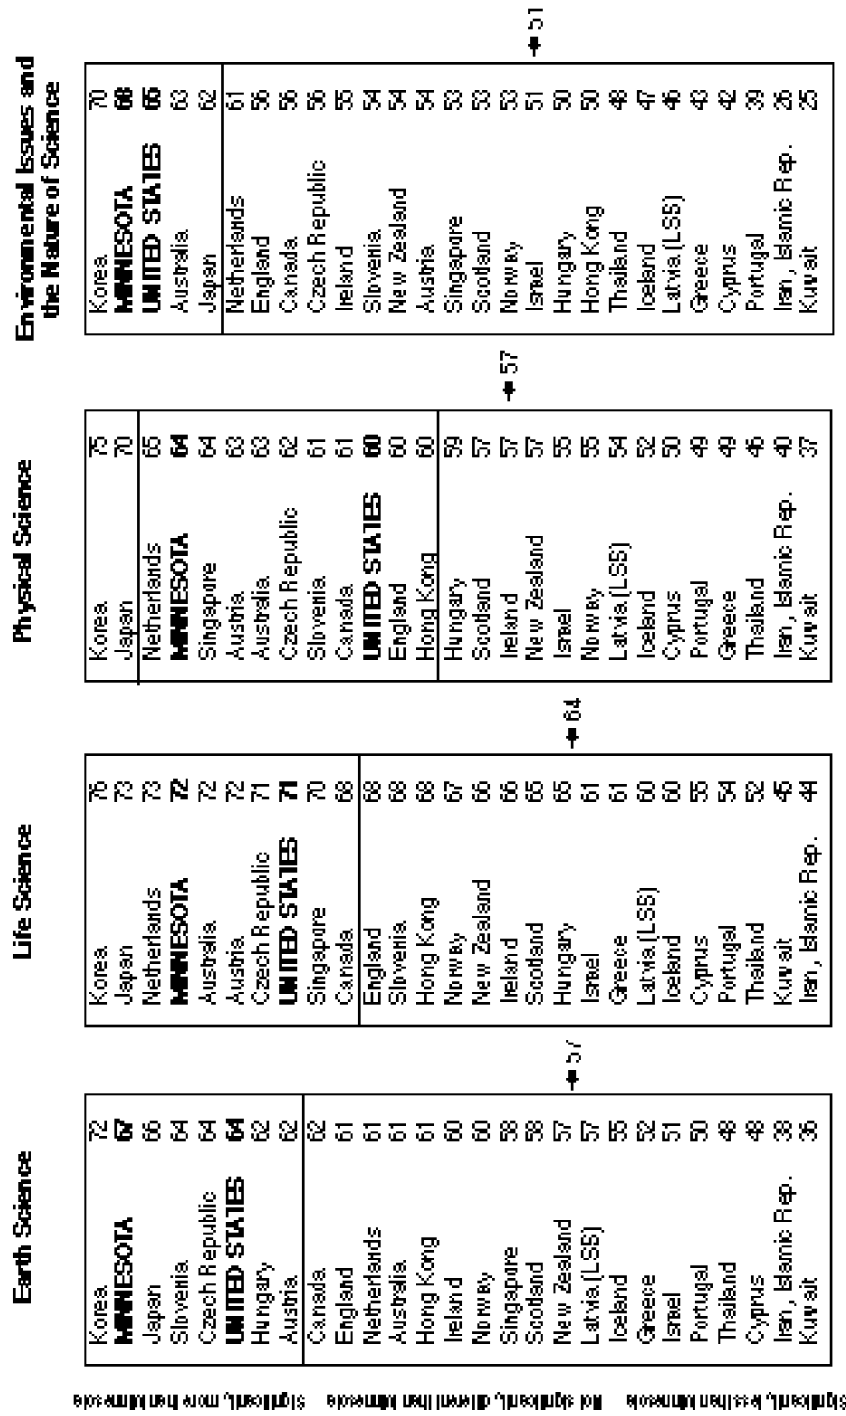 Earth Science
Korea 72
MINNESOTA 67
Japan 66
Slovenia 64
Czech Republic 64
UNITED STATES 64
Hungary 62
Austria 62
Canada 62
England 61
Netherlands 61
Australia 61
Hong Kong 61
Ireland 60
Norway 60
Singapore 58
Scotland 58
New Zealand 57
Latvia (LSS) 57
57
Iceland 55
Greece 52
Israel 51
Portugal 50
Thailand 48
Cyprus 48
Iran, Islamic Rep. 38
Kuwait 36
Life Science
Korea 76
Japan 73
Netherlands 73
MINNESOTA 72
Australia 72
Austria 72
Czech Republic 71
UNITED STATES 71
Singapore 70
Canada 68
England 68
Slovenia 68
Hong Kong 68
Norway 67
New Zealand 66
Ireland 66
Scotland 65
Hungary 65
64
Israel 61
Greece 61
Latvia (LSS) 60
Iceland 60
Cyprus 55
Portugal 54
Thailand 52
Kuwait 45
Iran, Islamic Rep. 44
Physical Science
Korea 75
Japan 70
Netherlands 65
MINNESOTA 64
Singapore 64
Austria 63
Australia 63
Czech Republic 62
Slovenia 61
Canada 61
UNITED STATES 60
England 60
Hong Kong 60
Hungary 59
Scotland 57
Ireland 57
57
New Zealand 57
Israel 55
Norway 55
Latvia (LSS) 54
Iceland 52
Cyprus 50
Portugal 49
Greece 49
Thailand 46
Iran, Islamic Rep. 40
Kuwait 37
Environmental Issues and
the Nature of Science
Korea 70
MINNESOTA 68
UNITED STATES 65
Australia 63
Japan 62
Netherlands 61
England 56
Canada 56
Czech Republic 56
Ireland 55
Slovenia 54
New Zealand 54
Austria 54
Singapore 53
Scotland 53
Norway 53
Israel 51
51
Hungary 50
Hong Kong 50
Thailand 48
Iceland 47
Latvia (LSS) 46
Greece 43
Cyprus 42
Portugal 39
Iran, Islamic Rep. 26
Kuwait 25
Significantly more than Minnesota
Not significantly different than Minnesota
Significantly less than Minnesota